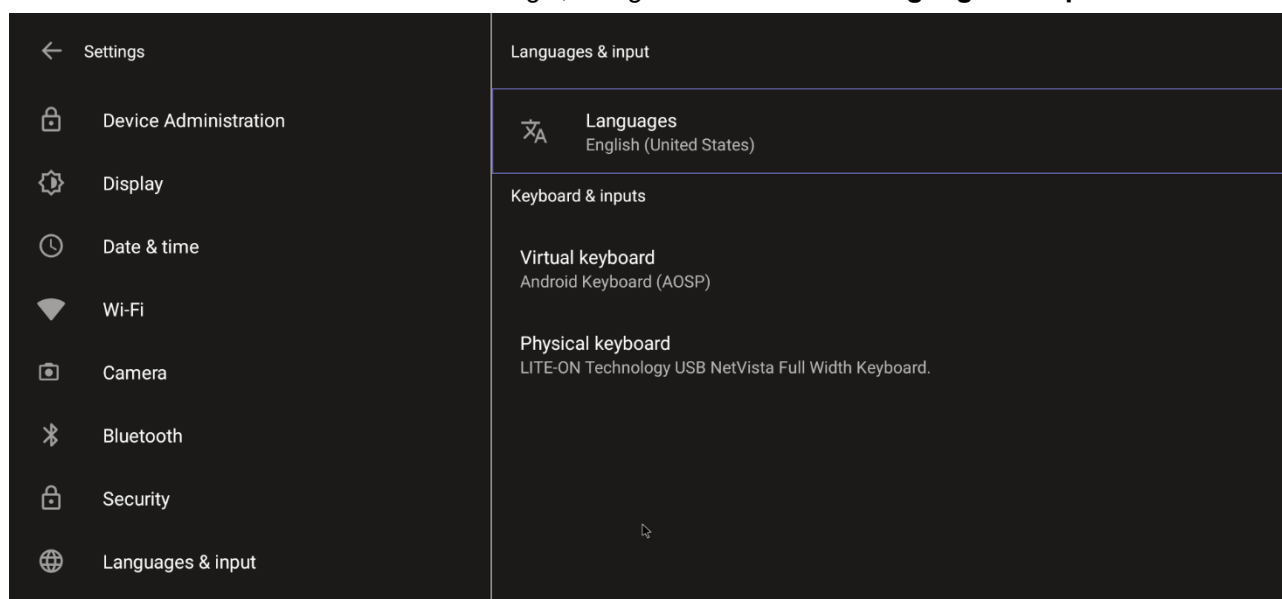 Settings
Device Administration
Display
Date & time
Wi-Fi
Camera
Bluetooth
Security
Languages & input
Languages & input
Languages
English (United States)
Keyboard & inputs
Virtual keyboard
Android Keyboard (AOSP)
Physical keyboard
LITE-ON Technology USB NetVista Full Width Keyboard.